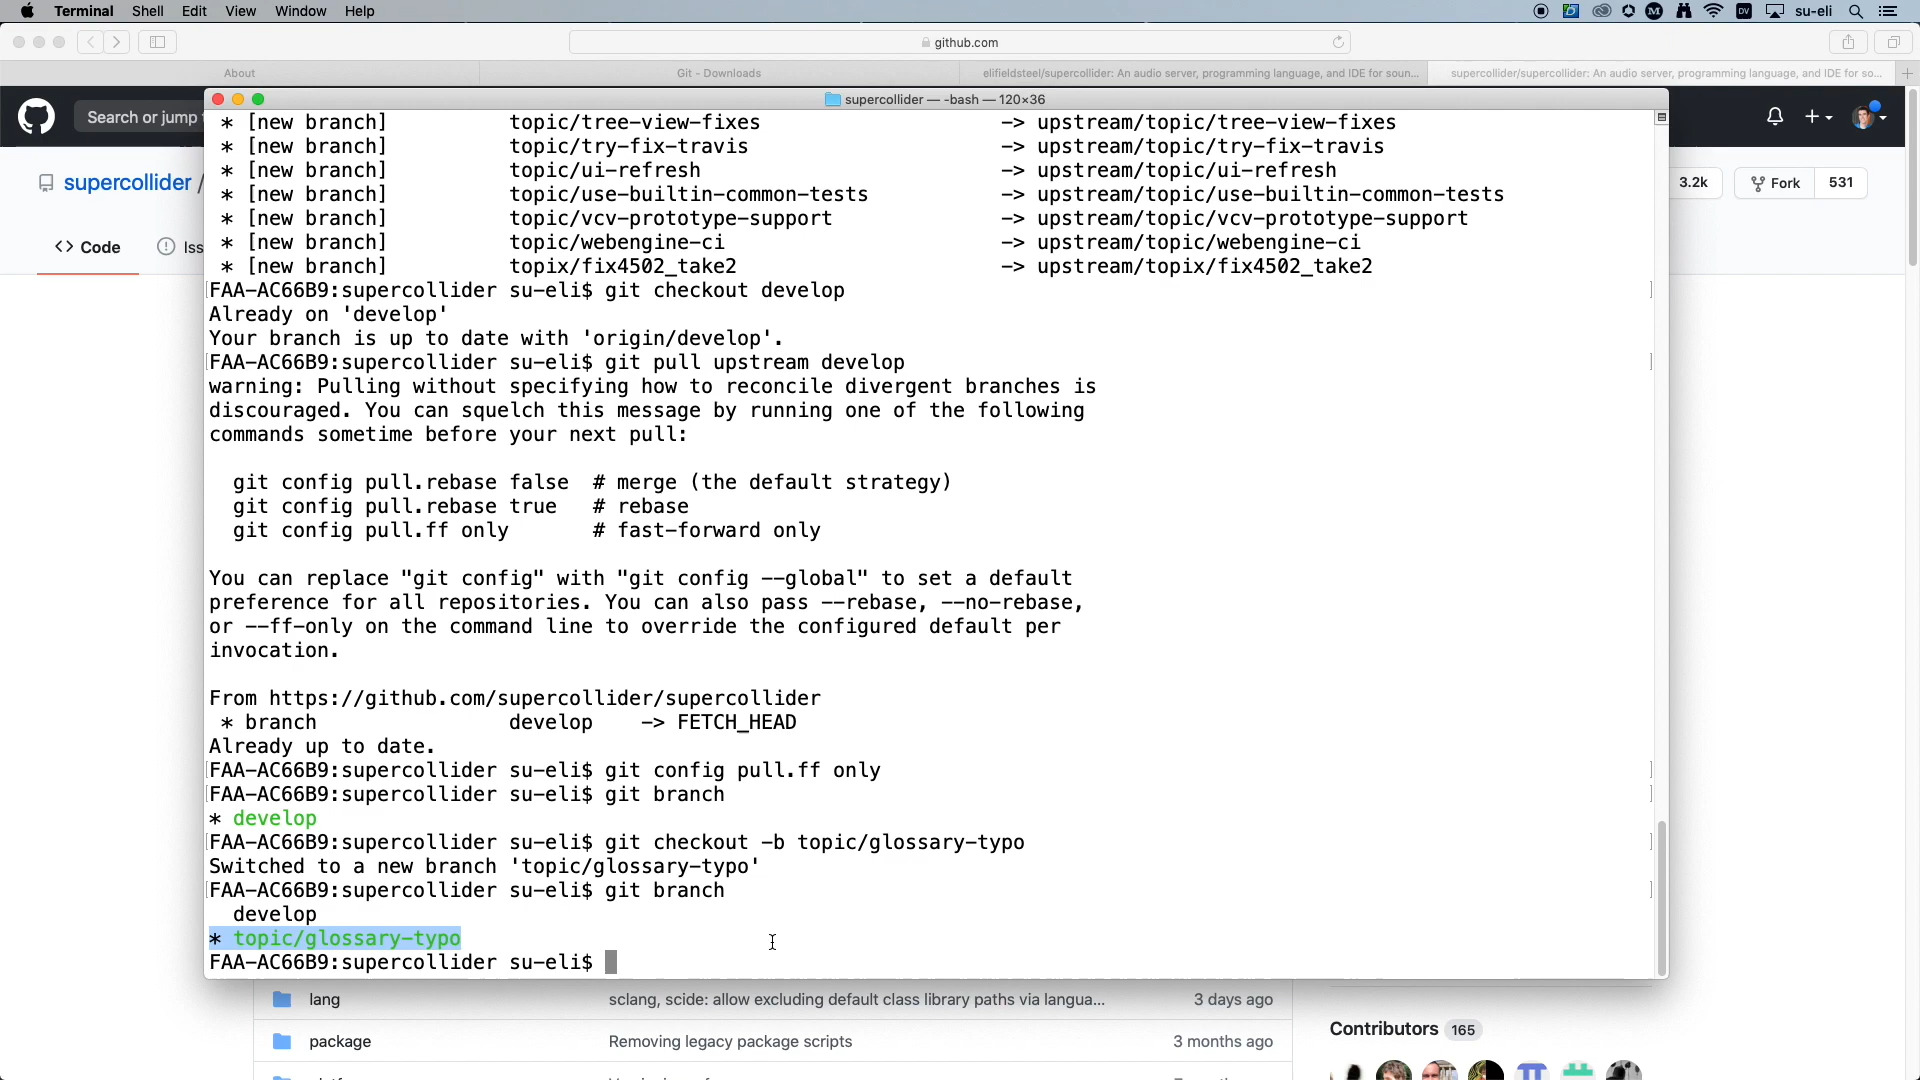 Terminal Shell Edit View Window Help su-eli
github.com
About Git - Downloads elifieldsteel/supercollider: An audio server, programming language, and IDE for soun... supercollider/supercollider: An audio server, programming language, and IDE for so...
supercollider — -bash — 120×36
Search or jump
* [new branch] topic/tree-view-fixes -> upstream/topic/tree-view-fixes
* [new branch] topic/try-fix-travis -> upstream/topic/try-fix-travis
* [new branch] topic/ui-refresh -> upstream/topic/ui-refresh
supercollider / 3.2k Fork 531
* [new branch] topic/use-builtin-common-tests -> upstream/topic/use-builtin-common-tests
* [new branch] topic/vcv-prototype-support -> upstream/topic/vcv-prototype-support
* [new branch] topic/webengine-ci -> upstream/topic/webengine-ci
Code Iss
* [new branch] topix/fix4502_take2 -> upstream/topix/fix4502_take2
[FAA-AC66B9:supercollider su-eli$ git checkout develop ]
Already on 'develop'
Your branch is up to date with 'origin/develop'.
[FAA-AC66B9:supercollider su-eli$ git pull upstream develop ]
warning: Pulling without specifying how to reconcile divergent branches is
discouraged. You can squelch this message by running one of the following
commands sometime before your next pull:
git config pull.rebase false # merge (the default strategy)
git config pull.rebase true # rebase
git config pull.ff only # fast-forward only
You can replace "git config" with "git config --global" to set a default
preference for all repositories. You can also pass --rebase, --no-rebase,
or --ff-only on the command line to override the configured default per
invocation.
From https://github.com/supercollider/supercollider
* branch develop -> FETCH_HEAD
Already up to date.
[FAA-AC66B9:supercollider su-eli$ git config pull.ff only ]
[FAA-AC66B9:supercollider su-eli$ git branch ]
* develop
[FAA-AC66B9:supercollider su-eli$ git checkout -b topic/glossary-typo ]
Switched to a new branch 'topic/glossary-typo'
[FAA-AC66B9:supercollider su-eli$ git branch ]
develop
* topic/glossary-typo
FAA-AC66B9:supercollider su-eli$
lang sclang, scide: allow excluding default class library paths via langua... 3 days ago
Contributors 165
package Removing legacy package scripts 3 months ago